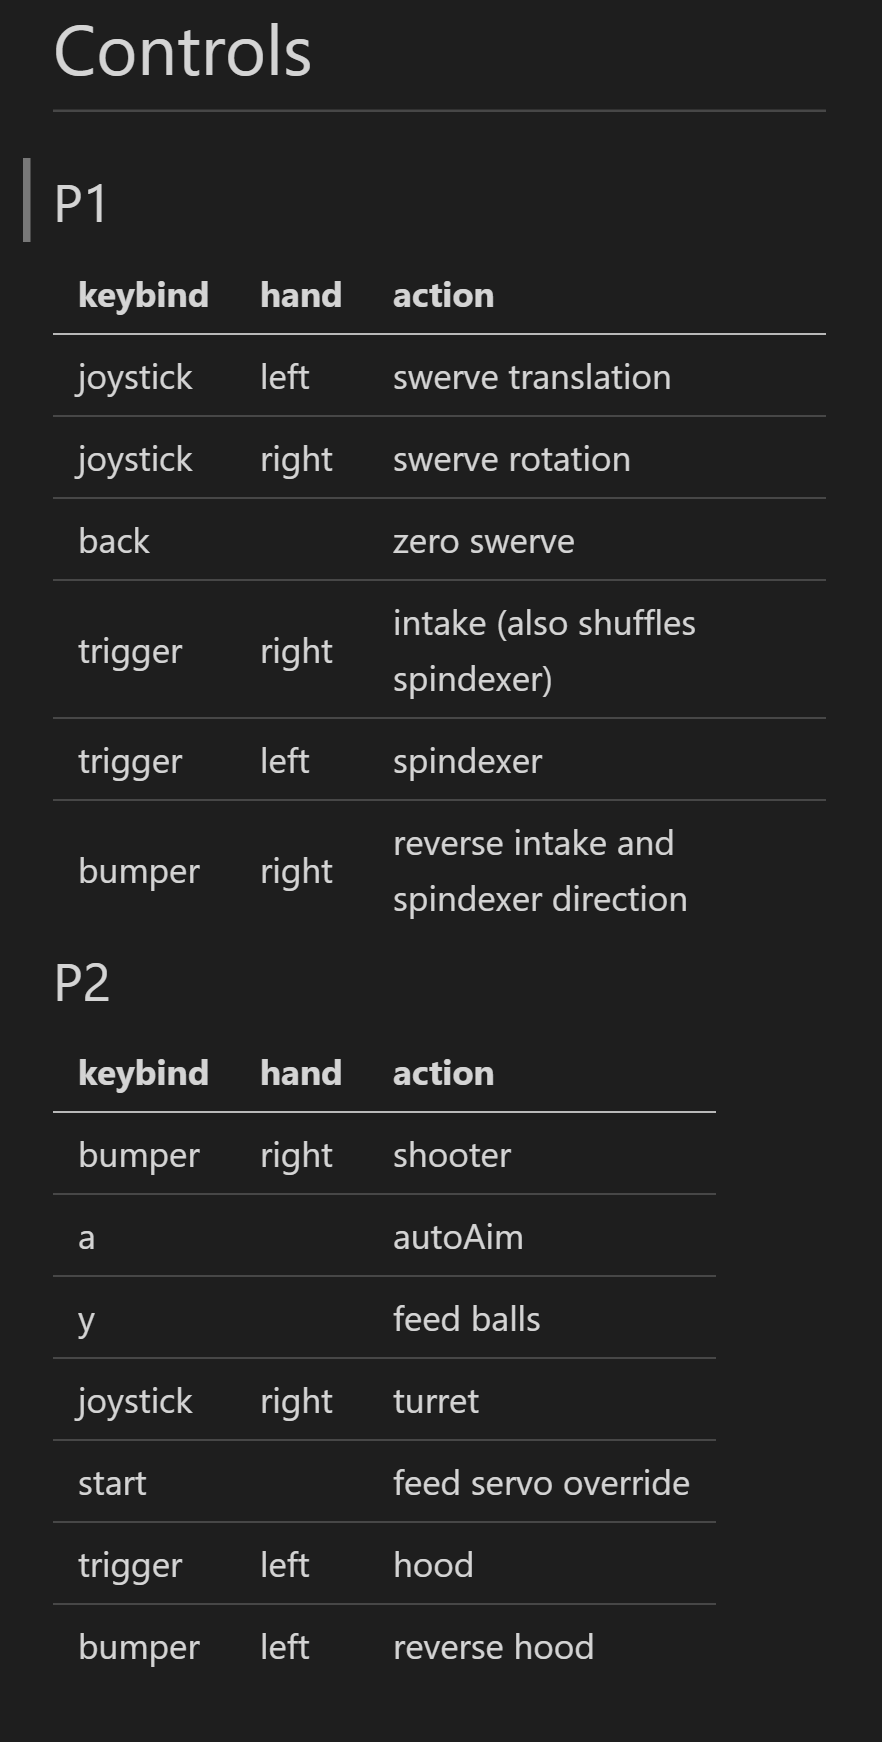 Controls
P1
keybind hand action
joystick left swerve translation
joystick right swerve rotation
back zero swerve
trigger right intake (also shuffles
spindexer)
trigger left spindexer
bumper right reverse intake and
spindexer direction
P2
keybind hand action
bumper right shooter
a autoAim
y feed balls
joystick right turret
start feed servo override
trigger left hood
bumper left reverse hood